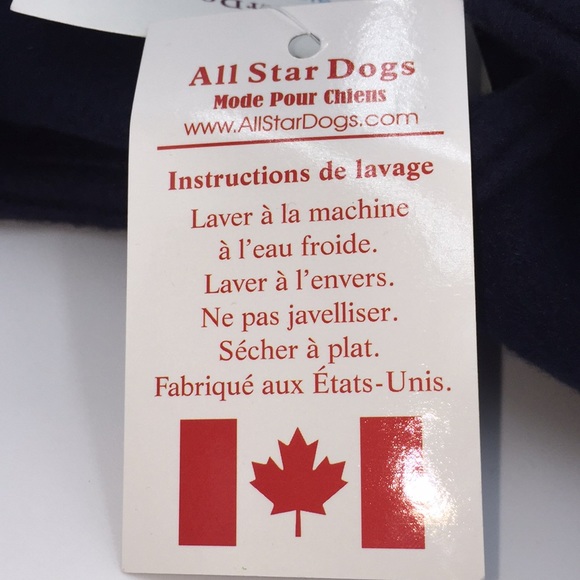 All Star Dogs
Mode Pour Chiens
www.AllStarDogs.com
Instructions de lavage
Laver à la machine
à l'eau froide.
Laver à l'envers.
Ne pas javelliser.
Sécher à plat.
Fabriqué aux États-Unis.